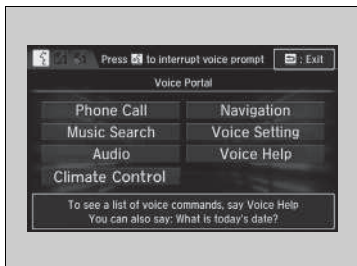 Press to interrupt voice prompt : Exit
Voice Portal
Phone Call Navigation
Music Search Voice Setting
Audio Voice Help
Climate Control
To see a list of voice commands, say Voice Help
You can also say: What is today's date?